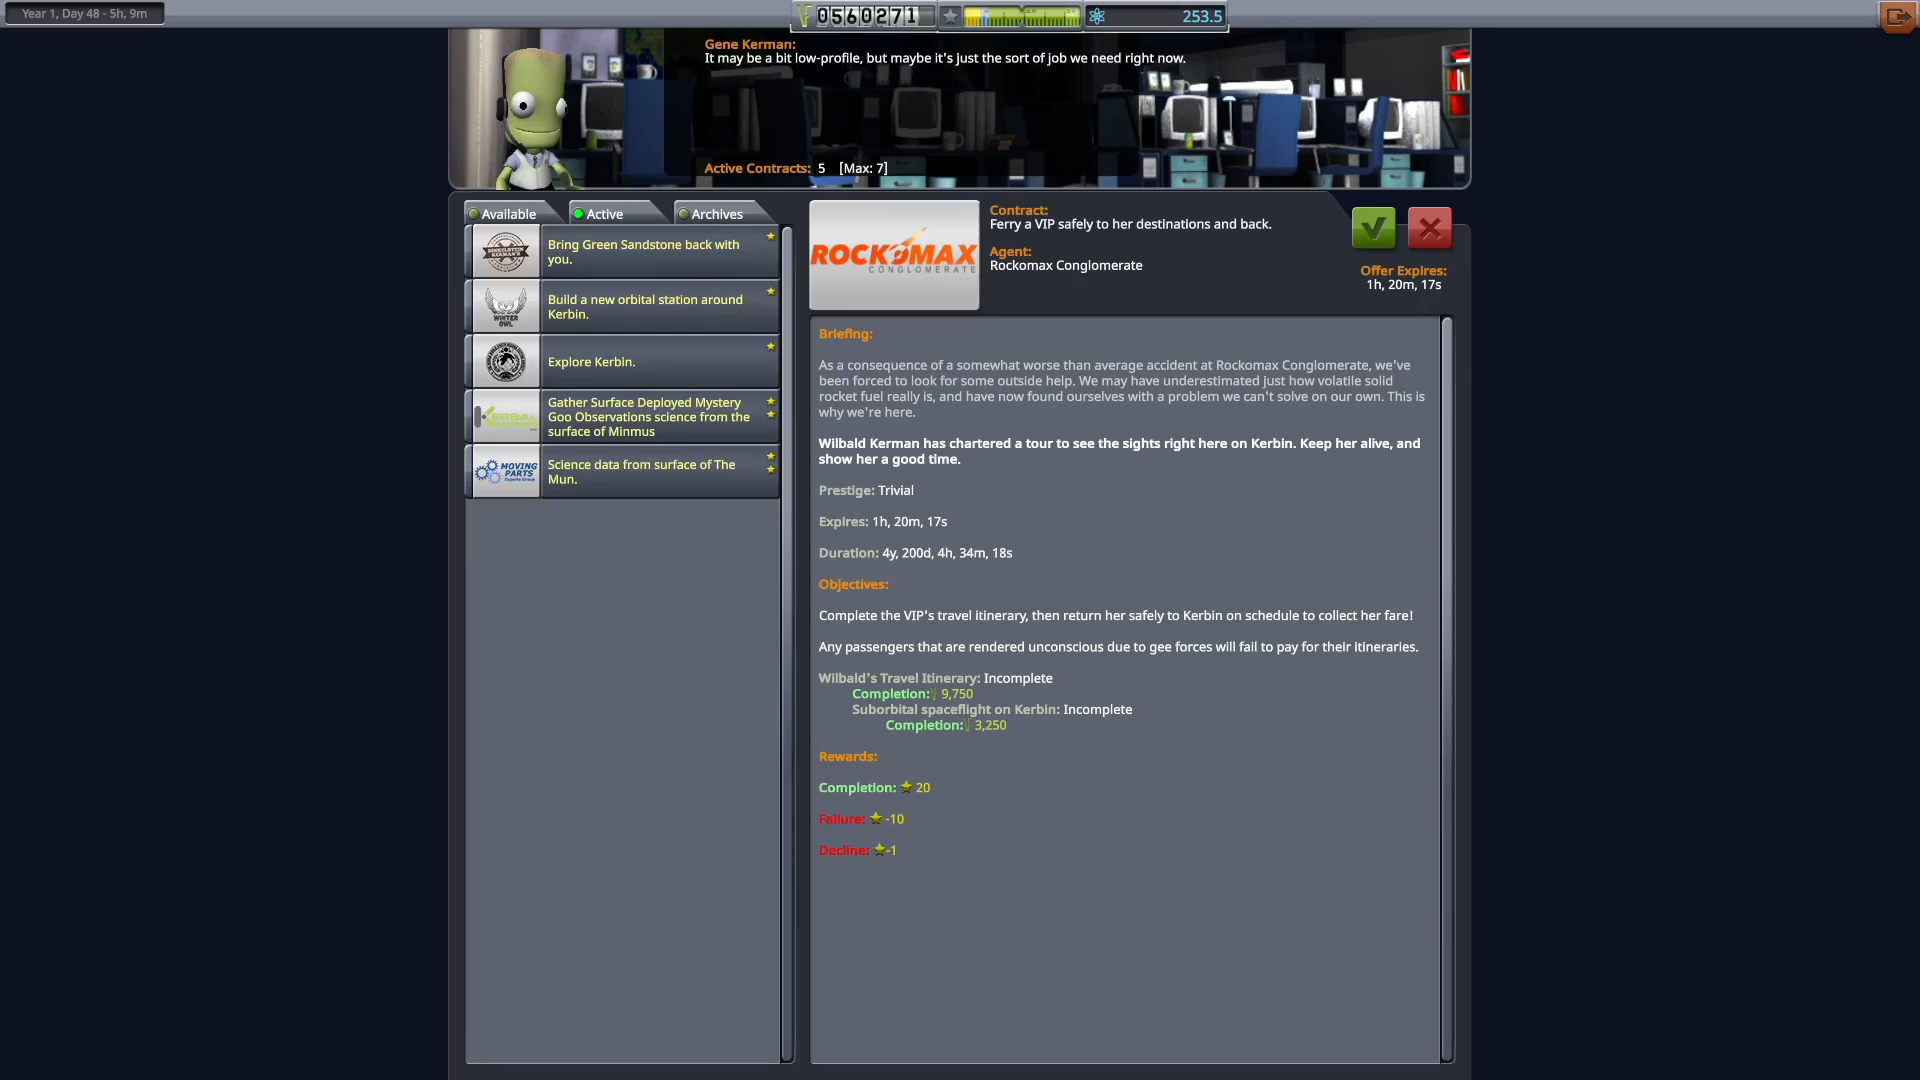 Year 1, Day 48 - 5h, 9m
0560271
253.5
Gene Kerman:
It may be a bit low-profile, but maybe it's just the sort of job we need right now.
Active Contracts: 5 [Max: 7]
Available
Active
Archives
Bring Green Sandstone back with
you.
WINTER
OWL
Build a new orbital station around
Kerbin.
Explore Kerbin.
KERBAL
Gather Surface Deployed Mystery
Goo Observations science from the
surface of Minmus
MOVING
PARTS
Experts Group
Science data from surface of The
Mun.
ROCKOMAX
CONGLOMERATE
Contract:
Ferry a VIP safely to her destinations and back.
Agent:
Rockomax Conglomerate
Offer Expires:
1h, 20m, 17s
Briefing:
As a consequence of a somewhat worse than average accident at Rockomax Conglomerate, we've
been forced to look for some outside help. We may have underestimated just how volatile solid
rocket fuel really is, and have now found ourselves with a problem we can't solve on our own. This is
why we're here.
Wilbald Kerman has chartered a tour to see the sights right here on Kerbin. Keep her alive, and
show her a good time.
Prestige: Trivial
Expires: 1h, 20m, 17s
Duration: 4y, 200d, 4h, 34m, 18s
Objectives:
Complete the VIP's travel itinerary, then return her safely to Kerbin on schedule to collect her fare!
Any passengers that are rendered unconscious due to gee forces will fail to pay for their itineraries.
Wilbald's Travel Itinerary: Incomplete
Completion: 9,750
Suborbital spaceflight on Kerbin: Incomplete
Completion: 3,250
Rewards:
Completion: 20
Failure: -10
Decline: -1